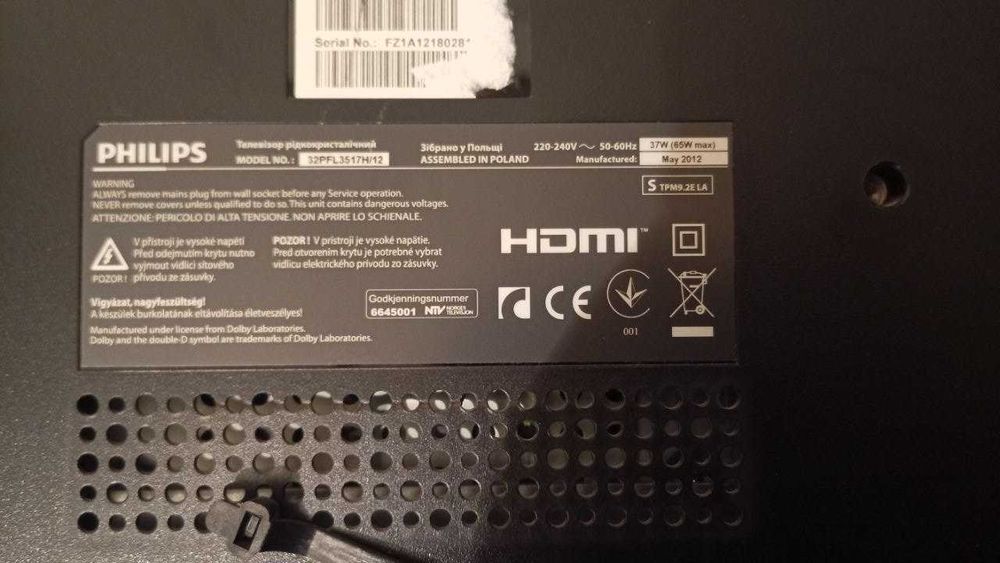 Serial No.: FZ1A1218028
PHILIPS
Телевізор рідкокристалічний
MODEL NO.: 32PFL3517H/12
Зібрано у Польщі
ASSEMBLED IN POLAND
220-240V ~ 50-60Hz 37W (65W max)
Manufactured: May 2012
S TPM9.2E LA
WARNING
ALWAYS remove mains plug from wall socket before any Service operation.
NEVER remove covers unless qualified to do so. This unit contains dangerous voltages.
ATTENZIONE: PERICOLO DI ALTA TENSIONE. NON APRIRE LO SCHIENALE.
POZOR!
V přístroji je vysoké napětí
Před odejmutím krytu nutno
vyjmout vidlici síťového
přívodu ze zásuvky.
POZOR! V prístroji je vysoké napätie.
Pred otvorením krytu je potrebné vybrat
vidlicu elektrického prívodu zo zásuvky.
HDMI™
Vigyázat, nagyfeszültség!
A készülek burkolatának eltávolítása életveszélyes!
Godkjenningsnummer
6645001 NTV NORGES
TELEVISJON
CE
001
Manufactured under license from Dolby Laboratories.
Dolby and the double-D symbol are trademarks of Dolby Laboratories.